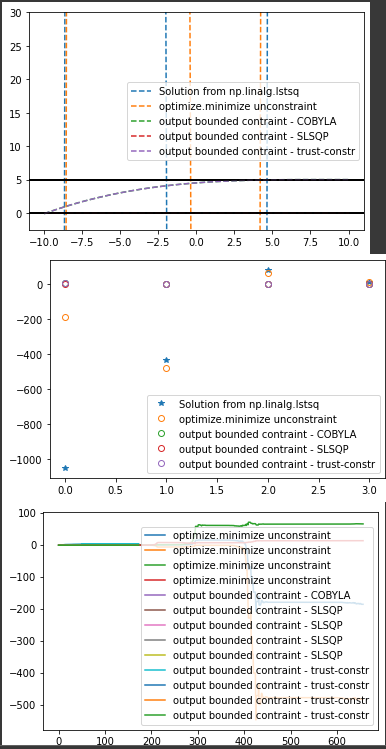 30
25
20
15
10
5
0
Solution from np.linalg.lstsq
optimize.minimize unconstraint
output bounded contraint - COBYLA
output bounded contraint - SLSQP
output bounded contraint - trust-constr
−10.0 −7.5 −5.0 −2.5 0.0 2.5 5.0 7.5 10.0
0
−200
−400
−600
−800
−1000
Solution from np.linalg.lstsq
optimize.minimize unconstraint
output bounded contraint - COBYLA
output bounded contraint - SLSQP
output bounded contraint - trust-constr
0.0 0.5 1.0 1.5 2.0 2.5 3.0
100
0
−100
−200
−300
−400
−500
optimize.minimize unconstraint
optimize.minimize unconstraint
optimize.minimize unconstraint
optimize.minimize unconstraint
output bounded contraint - COBYLA
output bounded contraint - SLSQP
output bounded contraint - SLSQP
output bounded contraint - SLSQP
output bounded contraint - SLSQP
output bounded contraint - trust-constr
output bounded contraint - trust-constr
output bounded contraint - trust-constr
output bounded contraint - trust-constr
0 100 200 300 400 500 600